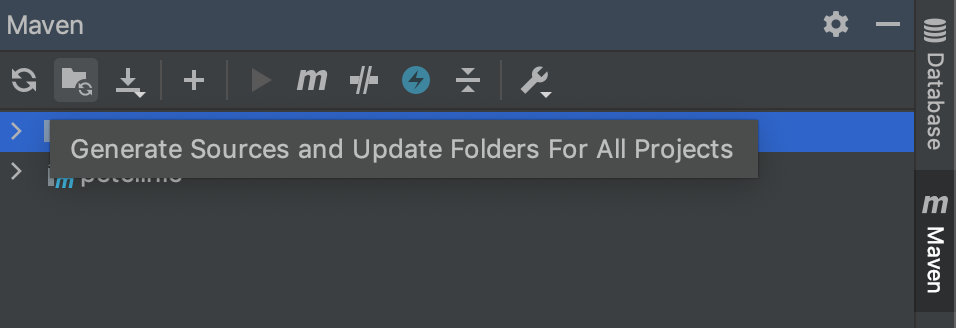 Maven
m
Generate Sources and Update Folders For All Projects
m
Database
m
Maven